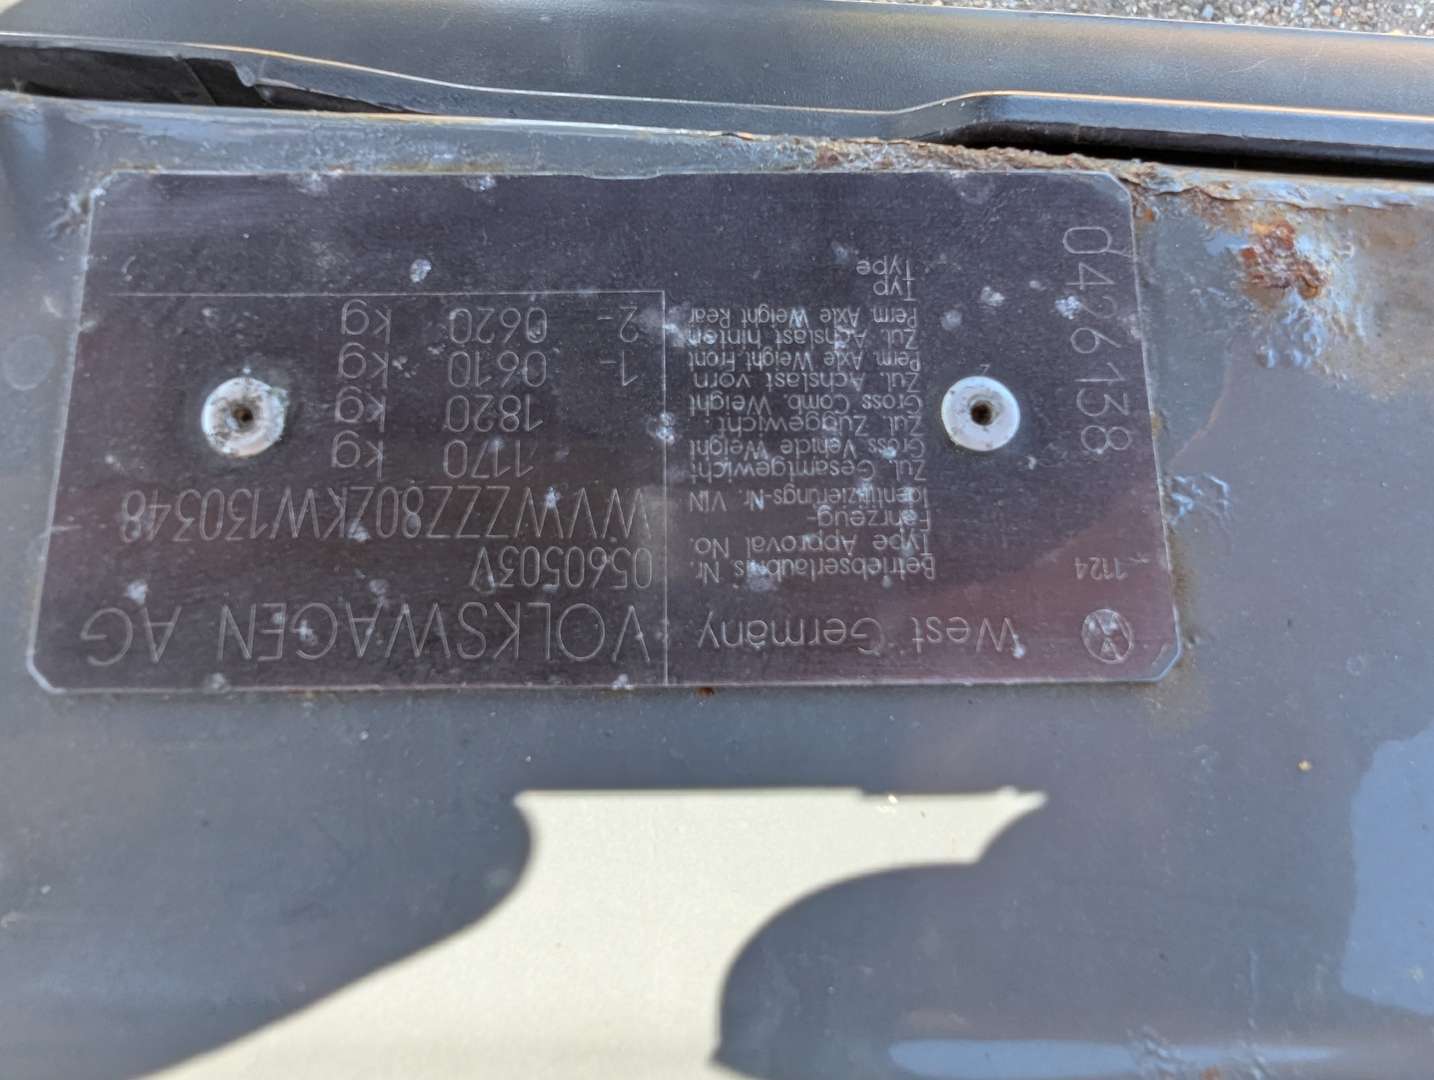 West Germany VOLKSWAGEN AG
1124
Betriebserlaubnis Nr. 0560503V
Type Approval No.
Fahrzeug- WVWZZZ80ZKW130348
Identifizierungs-Nr. VIN
Zul. Gesamtgewicht 1170 kg
Gross Vehicle Weight
Zul. Zuggewicht. 1820 kg
Gross Comb. Weight
Zul. Achslast vorn 1- 0610 kg
Perm. Axle Weight Front
Zul. Achslast hinten 2- 0620 kg
Perm Axle Weight Rear
Typ
Type
0426138